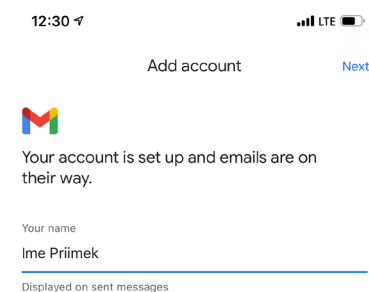 12:30 LTE
Add account Next
Your account is set up and emails are on
their way.
Your name
Ime Priimek
Displayed on sent messages